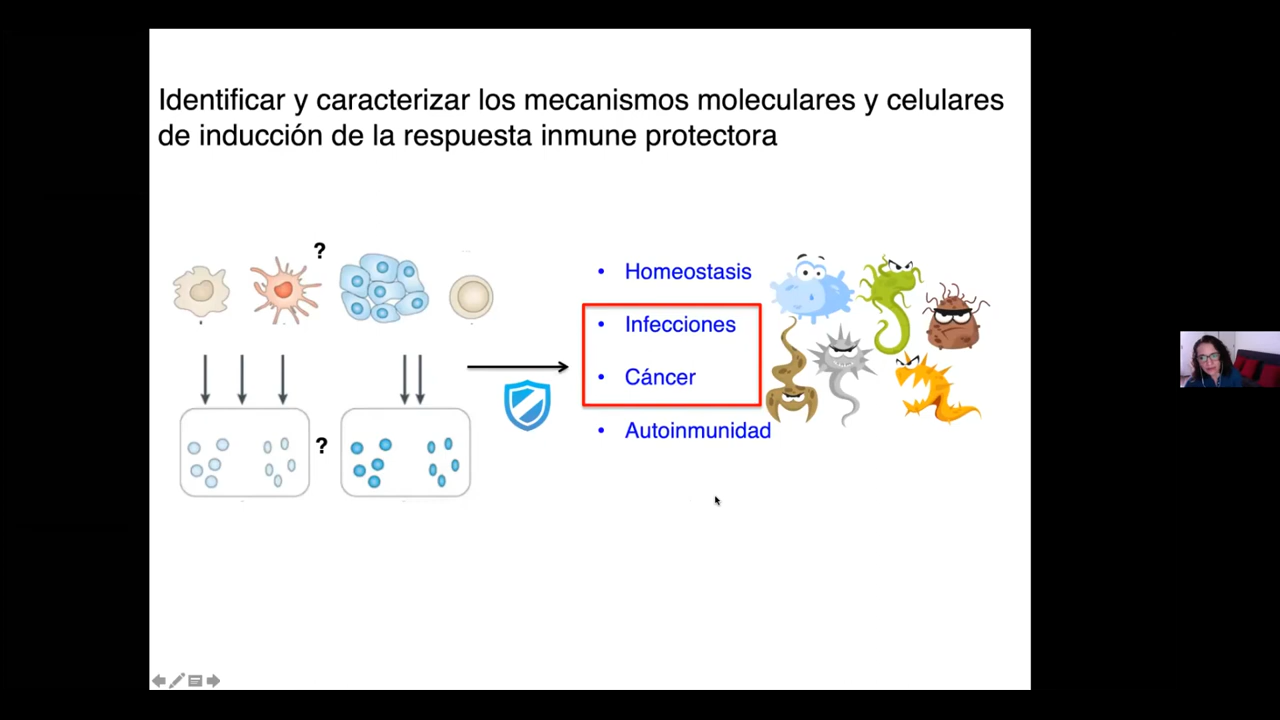 Identificar y caracterizar los mecanismos moleculares y celulares
de inducción de la respuesta inmune protectora
?
• Homeostasis
• Infecciones
• Cáncer
• Autoinmunidad
?